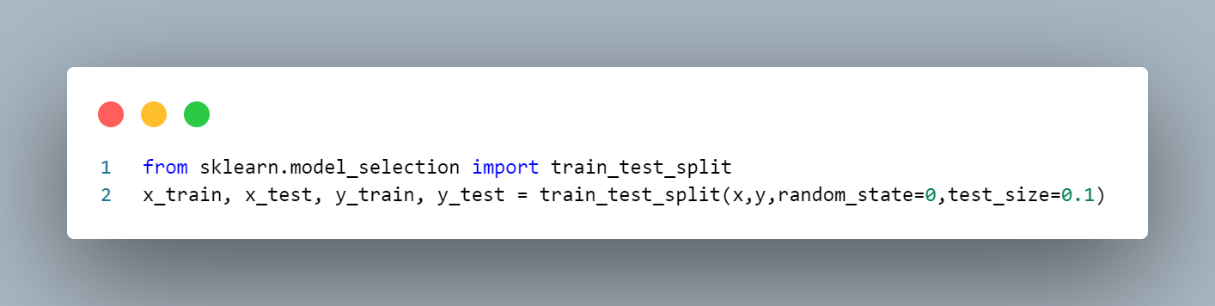 1 from sklearn.model_selection import train_test_split
2 x_train, x_test, y_train, y_test = train_test_split(x,y,random_state=0,test_size=0.1)